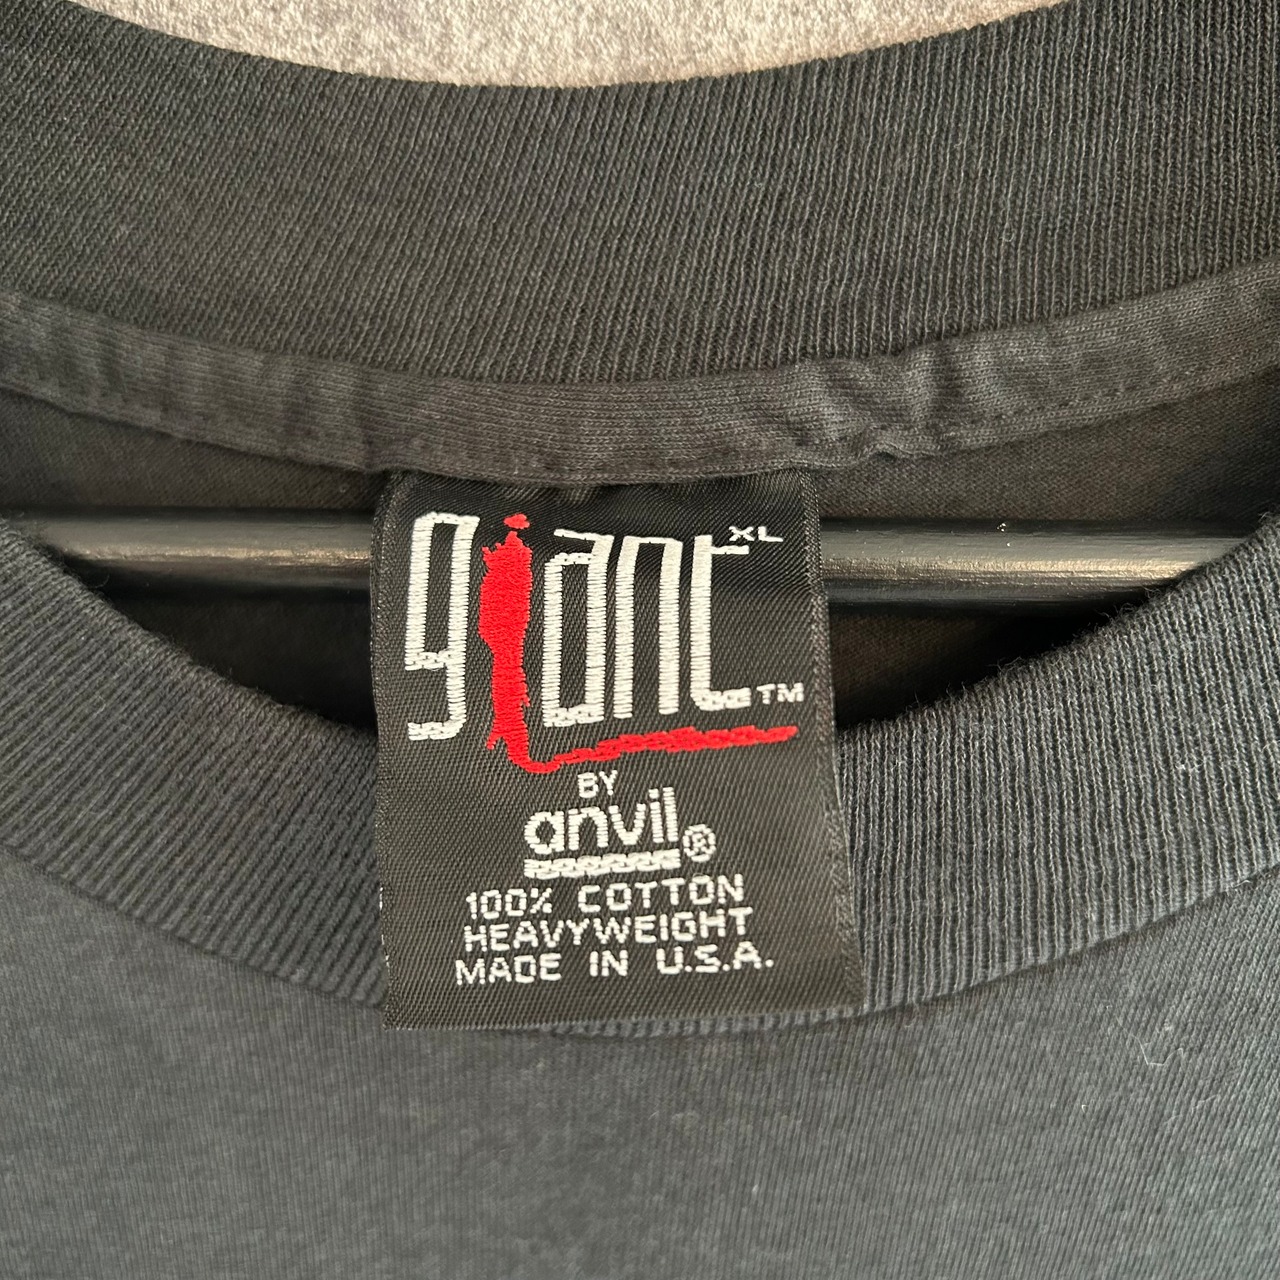 giant XL TM
BY
anvil®
100% COTTON
HEAVYWEIGHT
MADE IN U.S.A.